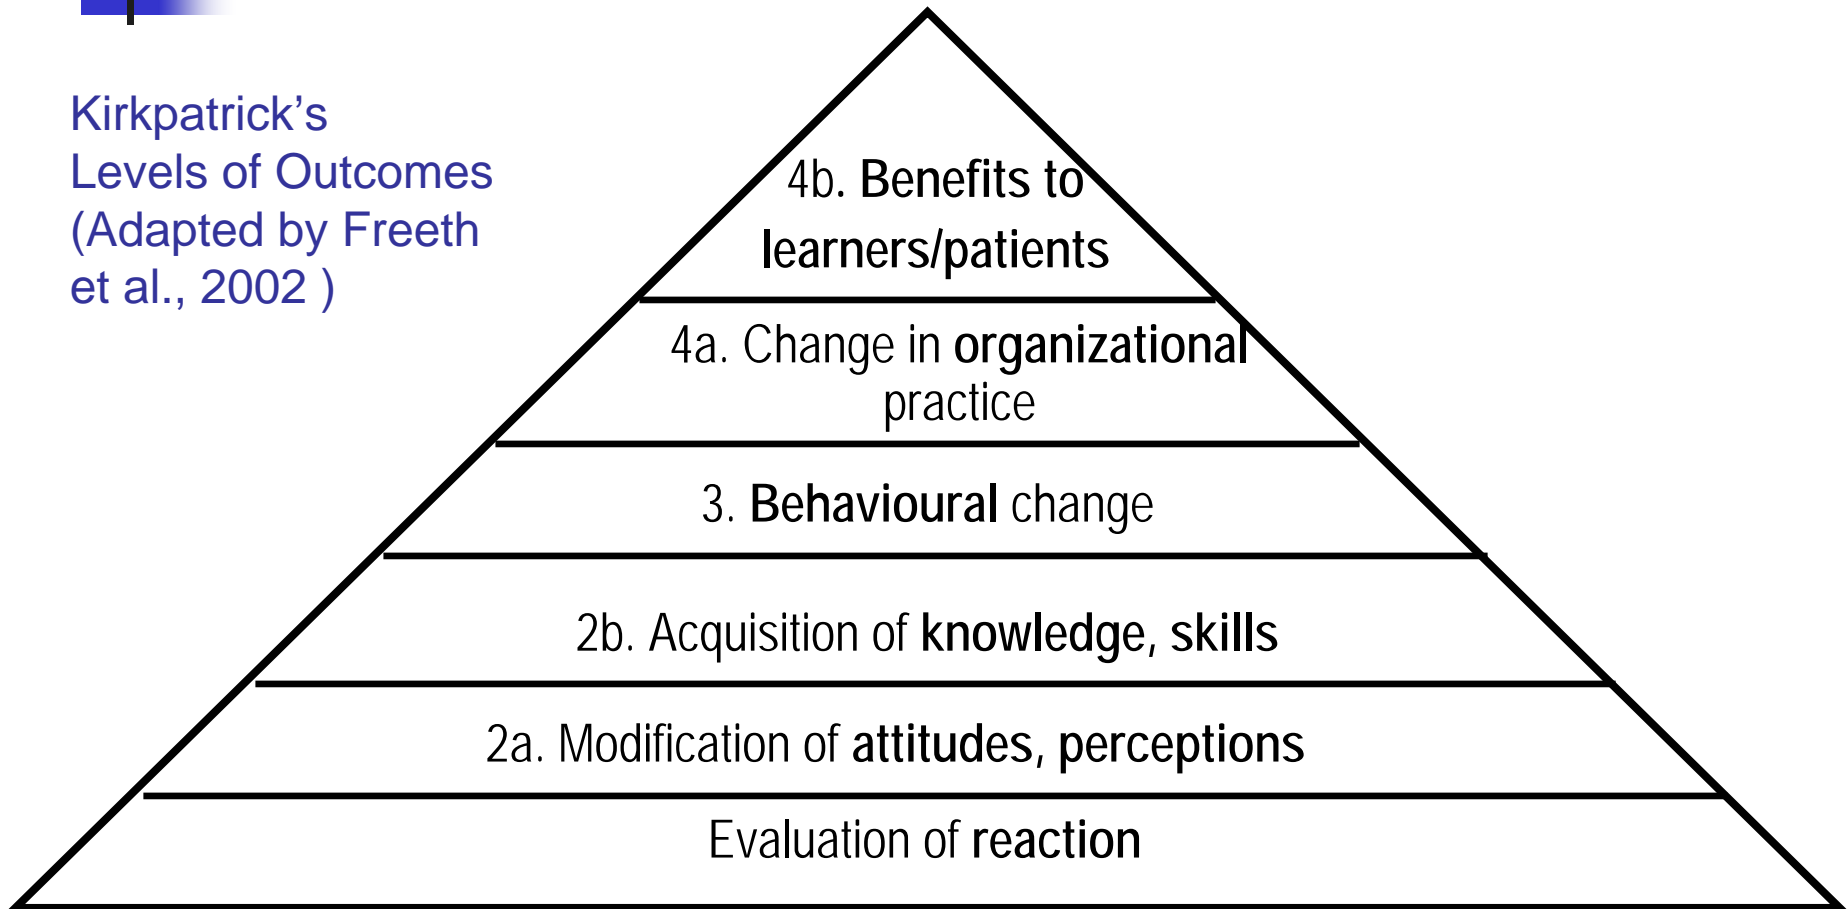 Kirkpatrick’s
Levels of Outcomes
(Adapted by Freeth
et al., 2002 )
4b. Benefits to
learners/patients
4a. Change in organizational
practice
3. Behavioural change
2b. Acquisition of knowledge, skills
2a. Modification of attitudes, perceptions
Evaluation of reaction